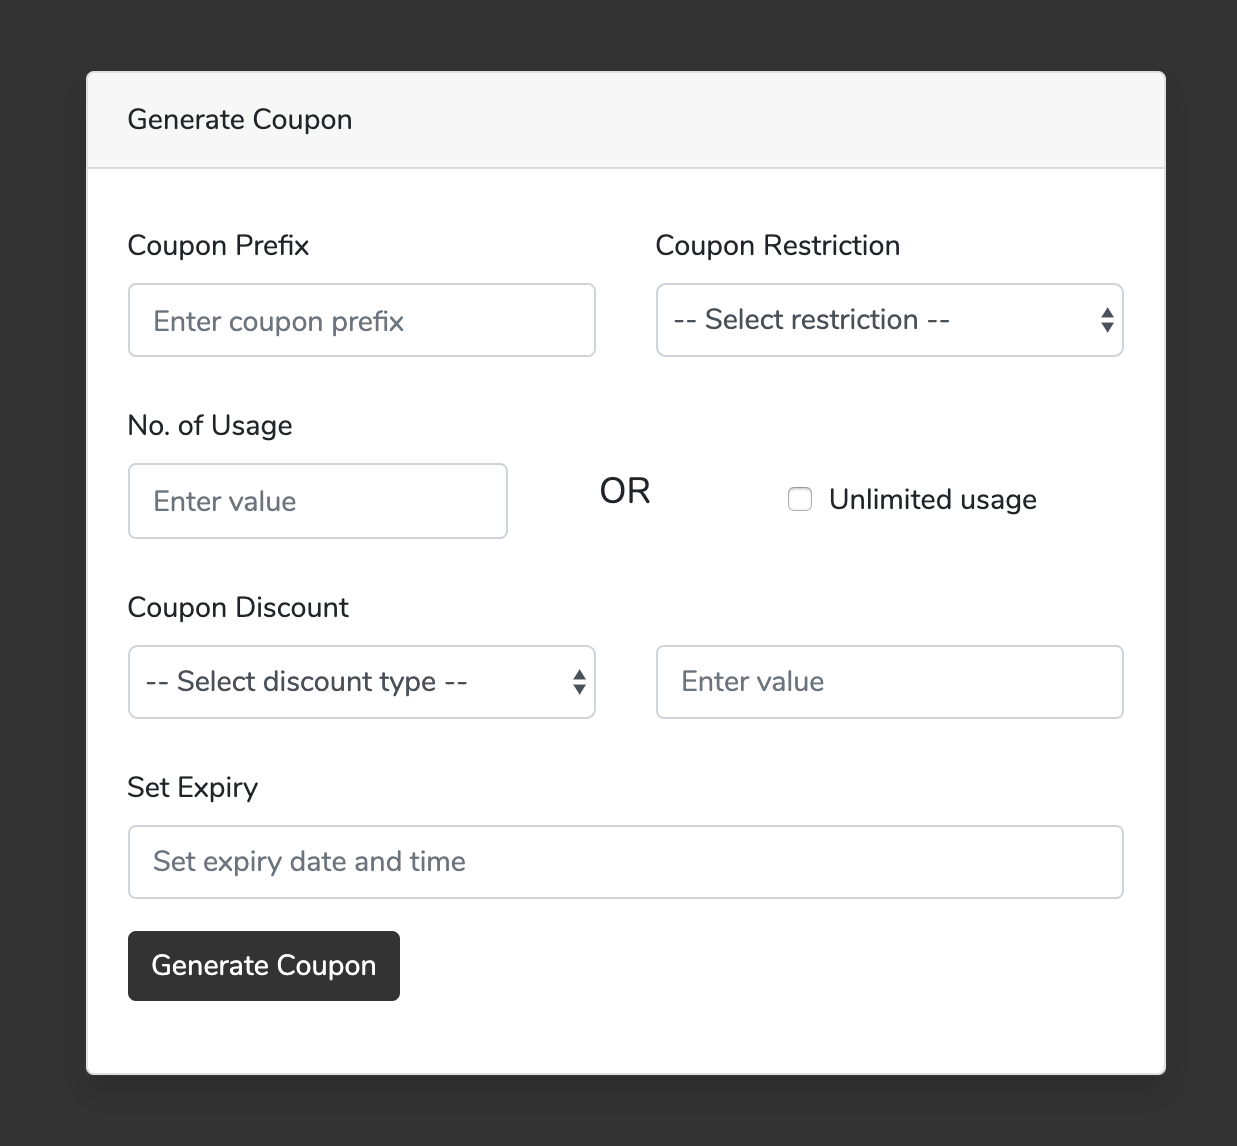 Generate Coupon
Coupon Prefix
Coupon Restriction
Enter coupon prefix
-- Select restriction --
No. of Usage
Enter value
OR
Unlimited usage
Coupon Discount
-- Select discount type --
Enter value
Set Expiry
Set expiry date and time
Generate Coupon